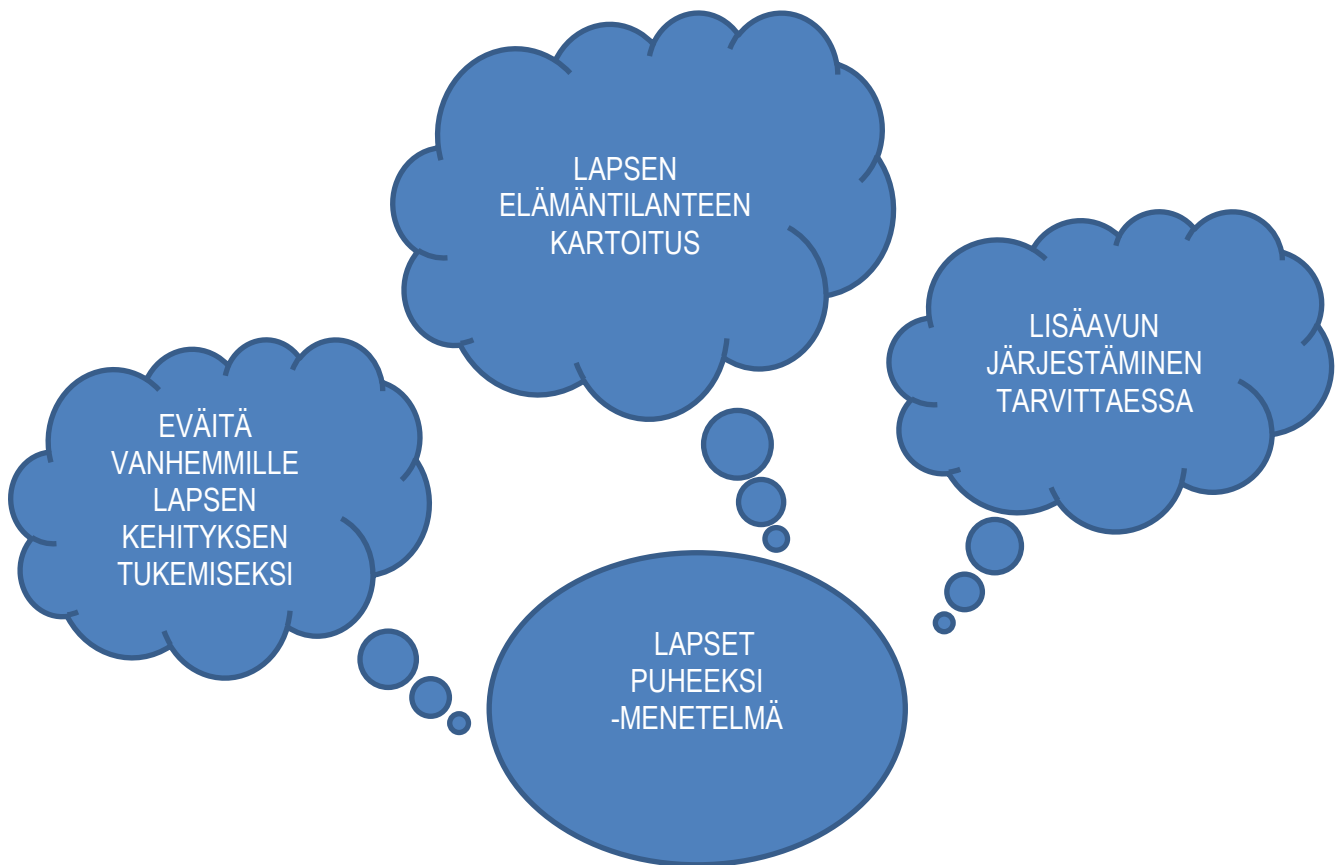 LAPSEN
ELÄMÄNTILANTEEN
KARTOITUS
LISÄAVUN
JÄRJESTÄMINEN
TARVITTAESSA
EVÄITÄ
VANHEMMILLE
LAPSEN
KEHITYKSEN
TUKEMISEKSI
LAPSET
PUHEEKSI
-MENETELMÄ